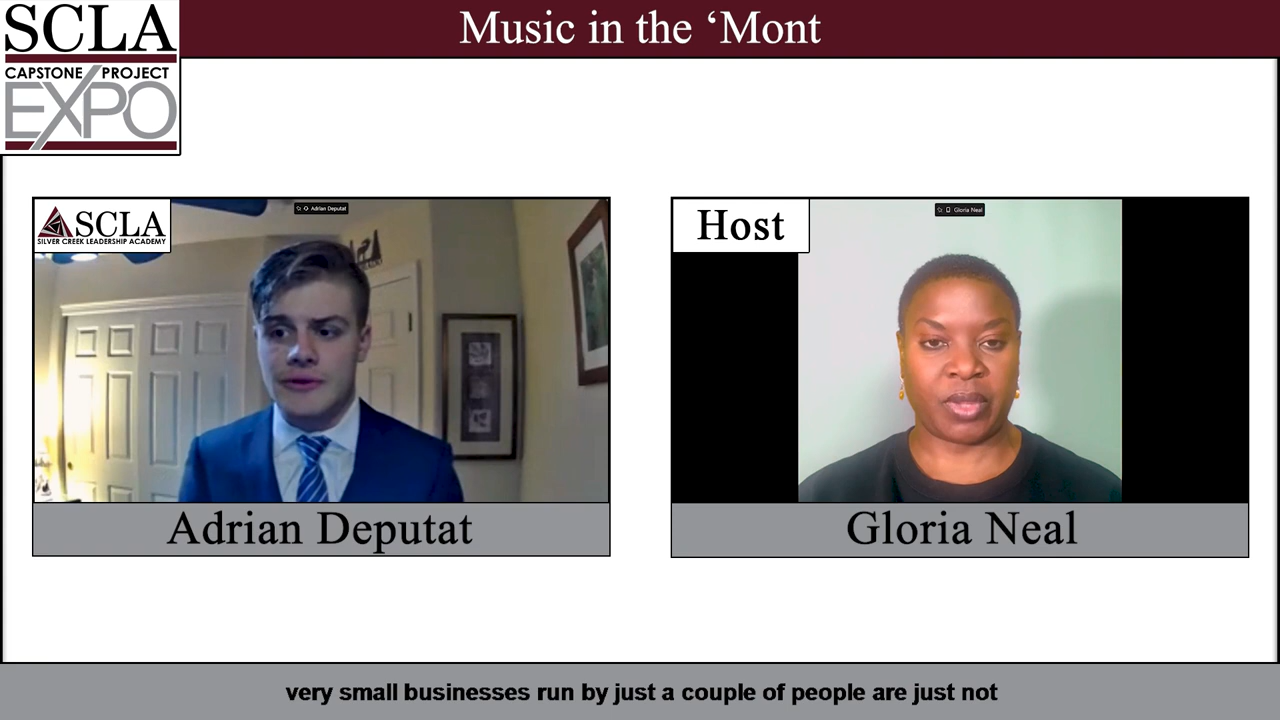 SCLA
CAPSTONE PROJECT
EXPO
Music in the ‘Mont
SCLA
SILVER CREEK LEADERSHIP ACADEMY
Adrian Deputat
Host
Gloria Neal
Adrian Deputat
Gloria Neal
very small businesses run by just a couple of people are just not